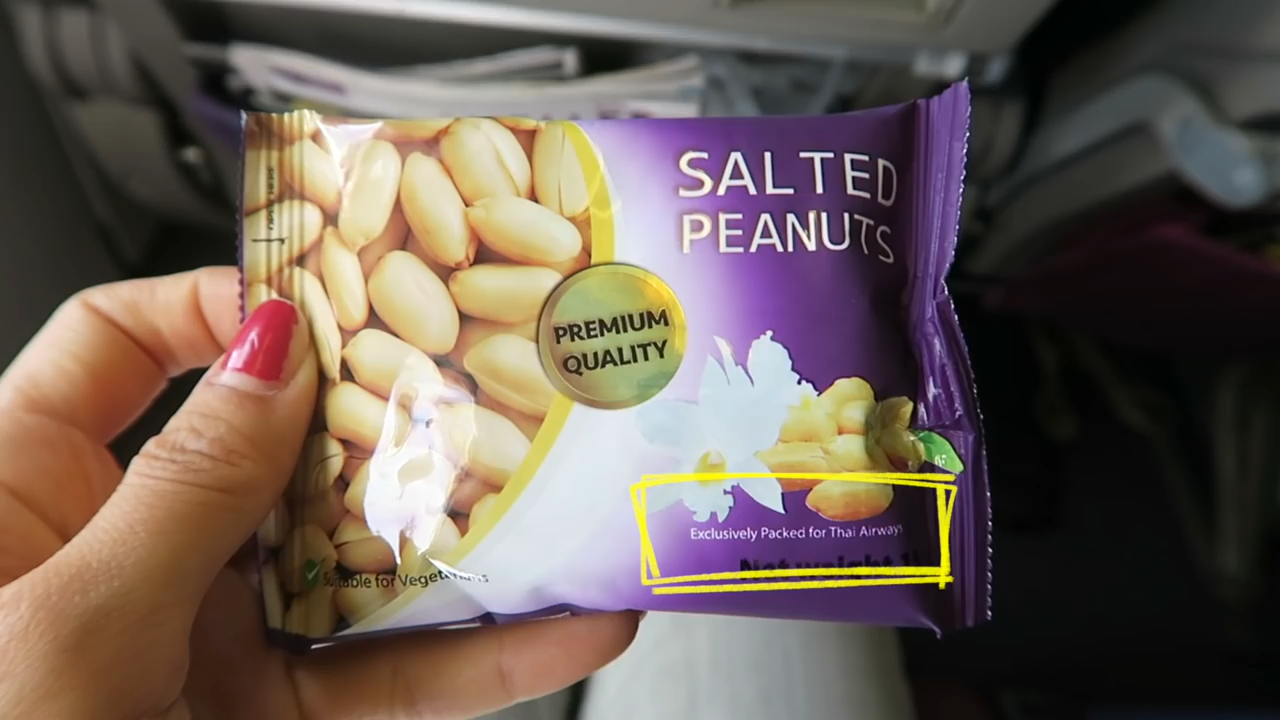 SALTED
PEANUTS
PREMIUM
QUALITY
Exclusively Packed for Thai Airways
Net weight
Suitable for Vegetarians